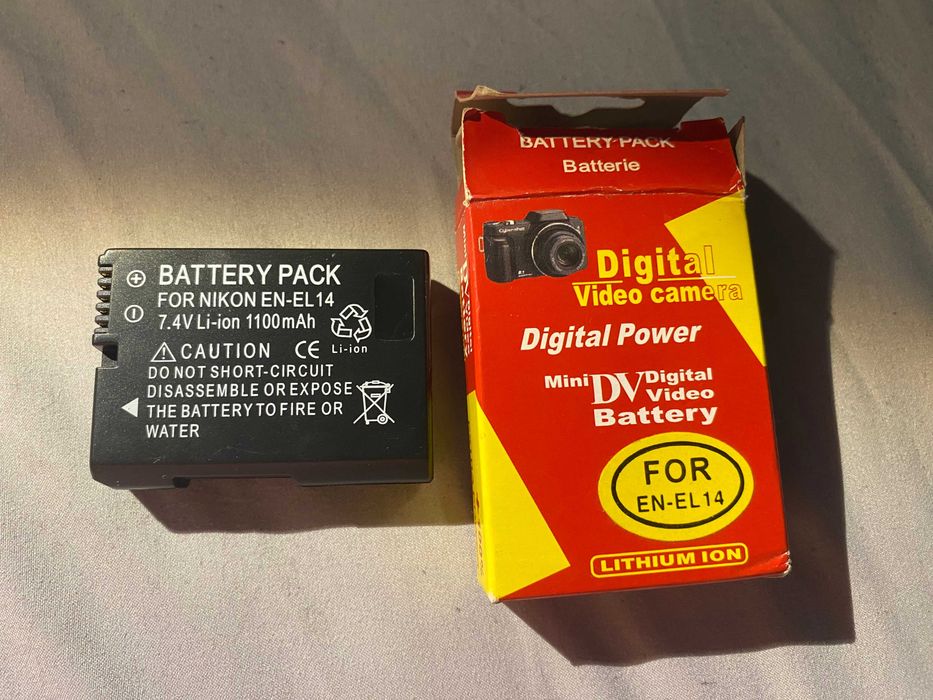 BATTERY PACK
FOR NIKON EN-EL14
7.4V Li-ion 1100mAh
Li-ion
CAUTION CE
DO NOT SHORT-CIRCUIT
DISASSEMBLE OR EXPOSE
THE BATTERY TO FIRE OR
WATER
BATTERY PACK
Batterie
Cyber-shot
Digital
Video camera
Digital Power
Mini DV Digital
Video
Battery
FOR
EN-EL14
LITHIUM ION